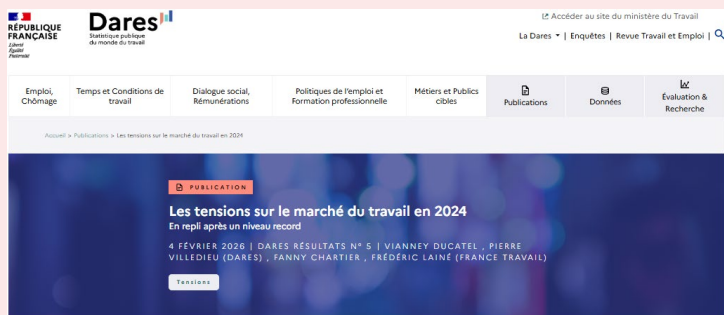 Accéder au site du ministère du Travail
RÉPUBLIQUE
FRANÇAISE
Liberté
Égalité
Fraternité
Dares
Statistique publique
du monde du travail
La Dares | Enquêtes | Revue Travail et Emploi |
Emploi,
Chômage
Temps et Conditions de
travail
Dialogue social,
Rémunérations
Politiques de l'emploi et
Formation professionnelle
Métiers et Publics
cibles
Publications
Données
Évaluation &
Recherche
Accueil > Publications > Les tensions sur le marché du travail en 2024
PUBLICATION
Les tensions sur le marché du travail en 2024
En repli après un niveau record
4 FÉVRIER 2026 | DARES RÉSULTATS N° 5 | VIANNEY DUCATEL , PIERRE
VILLEDIEU (DARES) , FANNY CHARTIER , FRÉDÉRIC LAINÉ (FRANCE TRAVAIL)
Tensions